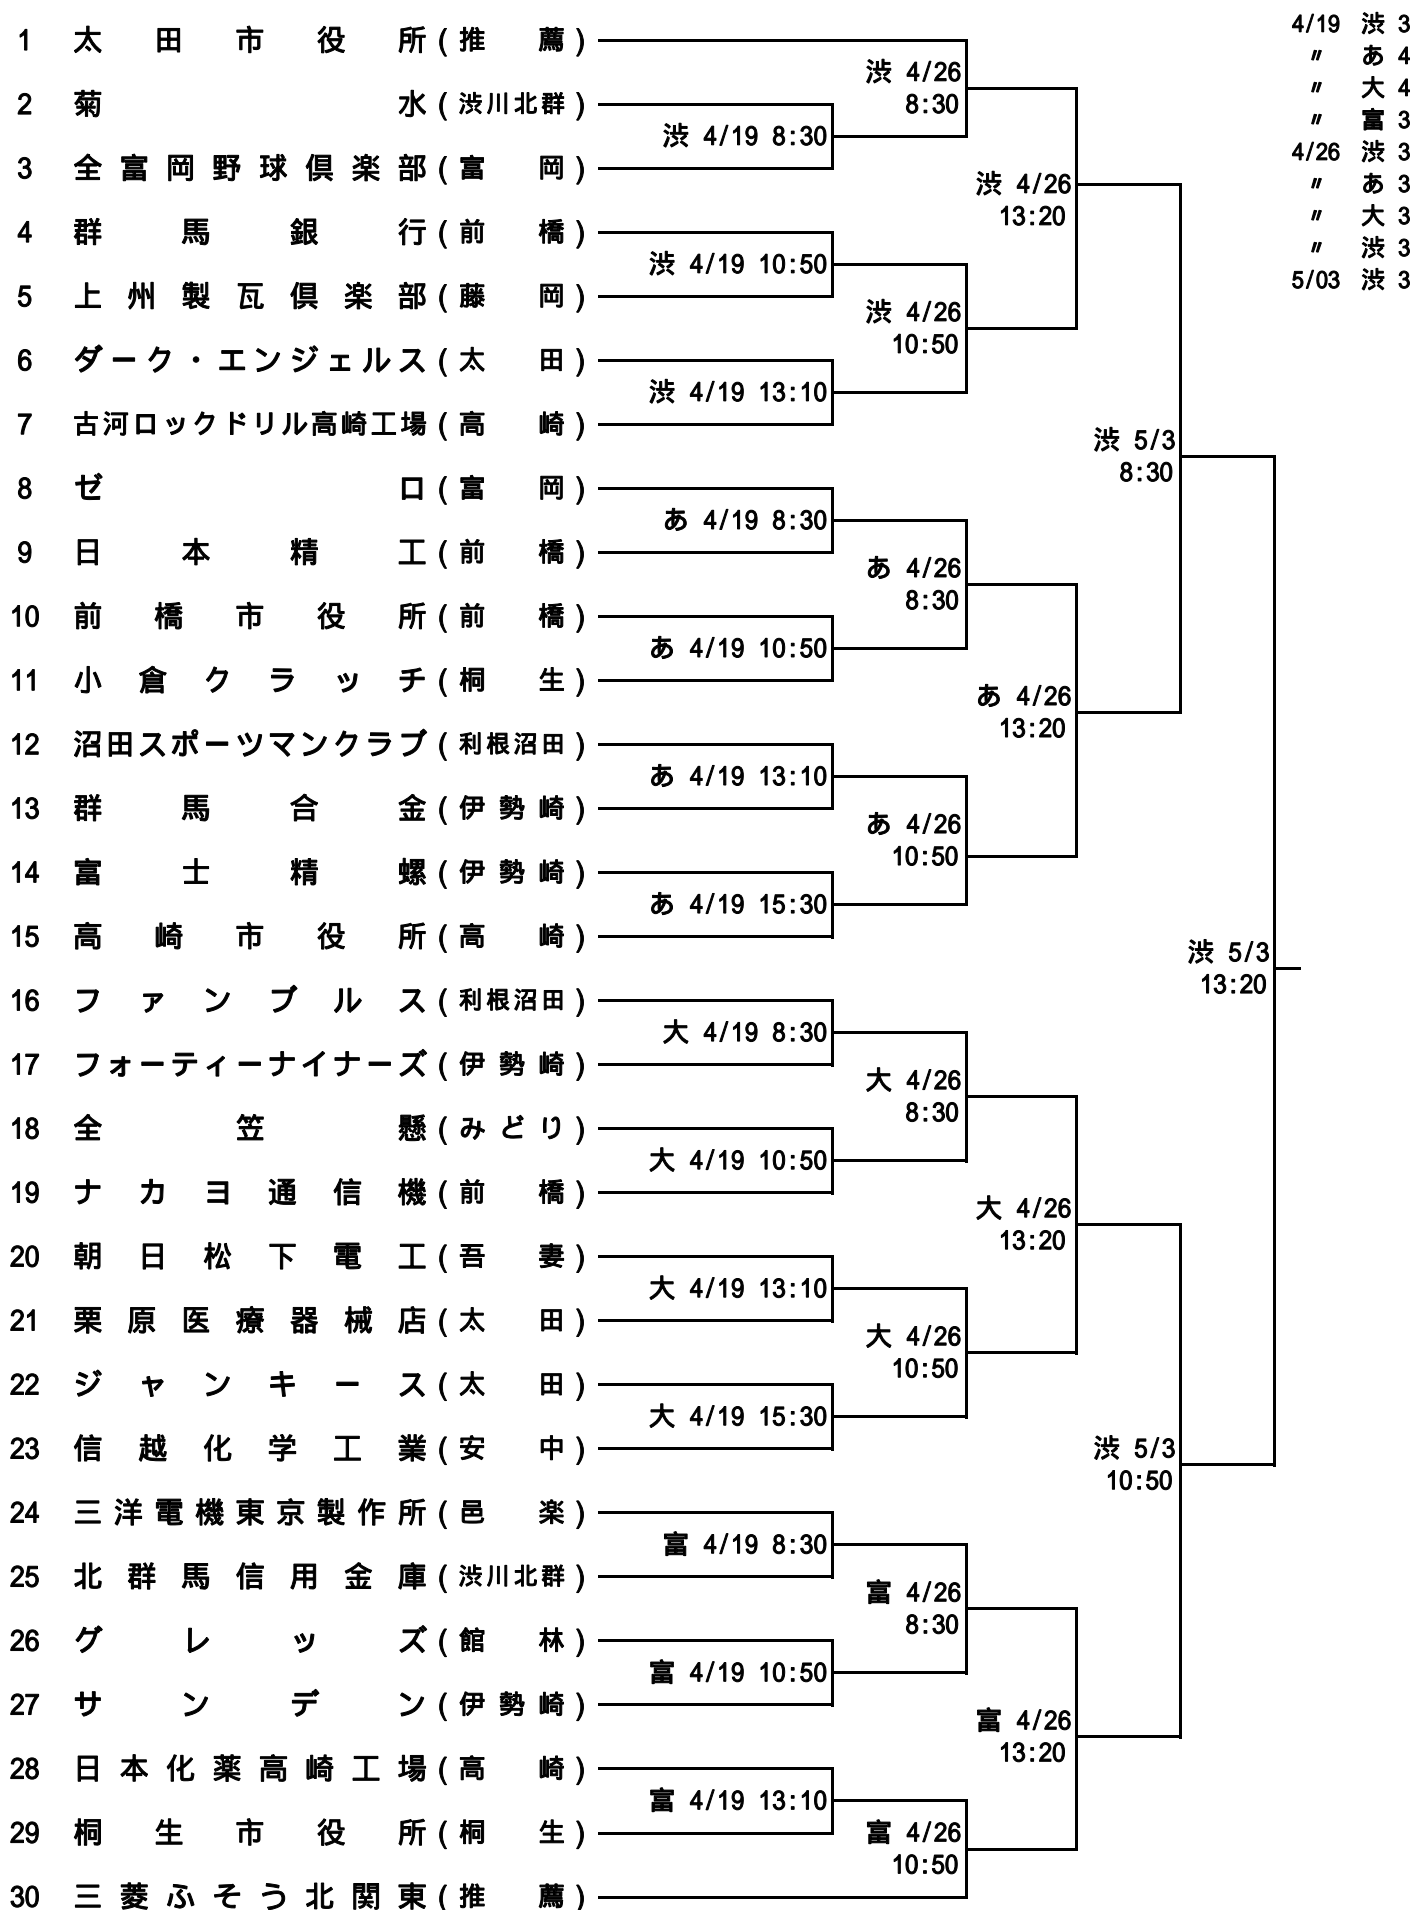 1 太田市役所(推薦)
2 菊水(渋川北群)
3 全富岡野球倶楽部(富岡)
4 群馬銀行(前橋)
5 上州製瓦倶楽部(藤岡)
6 ダーク・エンジェルス(太田)
7 古河ロックドリル高崎工場(高崎)
8 ゼロ(富岡)
9 日本精工(前橋)
10 前橋市役所(前橋)
11 小倉クラッチ(桐生)
12 沼田スポーツマンクラブ(利根沼田)
13 群馬合金(伊勢崎)
14 富士精螺(伊勢崎)
15 高崎市役所(高崎)
16 ファンブルス(利根沼田)
17 フォーティーナイナーズ(伊勢崎)
18 全笠懸(みどり)
19 ナカヨ通信機(前橋)
20 朝日松下電工(吾妻)
21 栗原医療器械店(太田)
22 ジャンキース(太田)
23 信越化学工業(安中)
24 三洋電機東京製作所(邑楽)
25 北群馬信用金庫(渋川北群)
26 グレッズ(館林)
27 サンデン(伊勢崎)
28 日本化薬高崎工場(高崎)
29 桐生市役所(桐生)
30 三菱ふそう北関東(推薦)
渋 4/19 8:30
渋 4/19 10:50
渋 4/19 13:10
あ 4/19 8:30
あ 4/19 10:50
あ 4/19 13:10
あ 4/19 15:30
大 4/19 8:30
大 4/19 10:50
大 4/19 13:10
大 4/19 15:30
富 4/19 8:30
富 4/19 10:50
富 4/19 13:10
渋 4/26
8:30
渋 4/26
10:50
あ 4/26
8:30
あ 4/26
10:50
大 4/26
8:30
大 4/26
10:50
富 4/26
8:30
富 4/26
10:50
渋 4/26
13:20
あ 4/26
13:20
大 4/26
13:20
富 4/26
13:20
渋 5/3
8:30
渋 5/3
10:50
渋 5/3
13:20
4/19 渋 3
〃 あ 4
〃 大 4
〃 富 3
4/26 渋 3
〃 あ 3
〃 大 3
〃 渋 3
5/03 渋 3